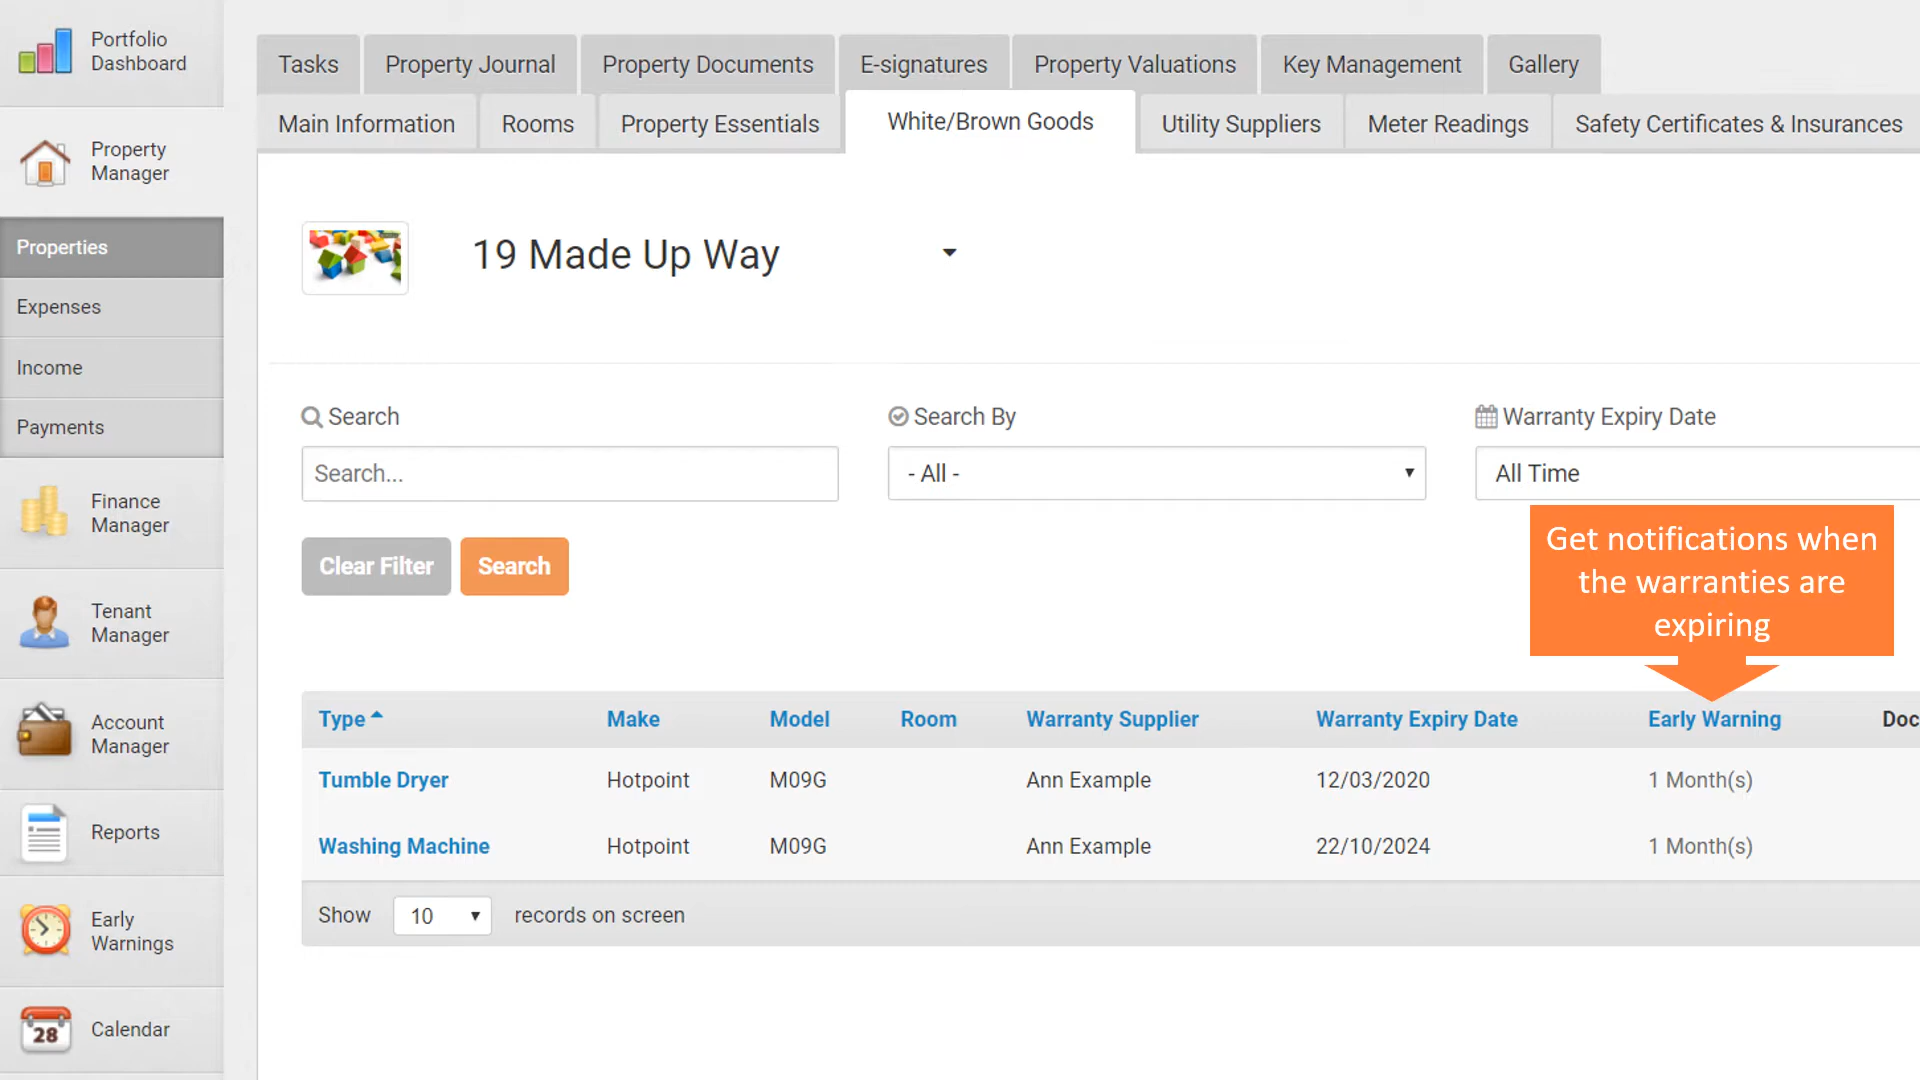 Portfolio
Dashboard
Property
Manager
Properties
Expenses
Income
Payments
Finance
Manager
Tenant
Manager
Account
Manager
Reports
Early
Warnings
28
Calendar
Tasks
Property Journal
Property Documents
E-signatures
Property Valuations
Key Management
Gallery
Main Information
Rooms
Property Essentials
White/Brown Goods
Utility Suppliers
Meter Readings
Safety Certificates & Insurances
19 Made Up Way
Search
Search By
Warranty Expiry Date
Search...
- All -
All Time
Clear Filter
Search
Get notifications when
the warranties are
expiring
Type Make Model Room Warranty Supplier Warranty Expiry Date Early Warning Doc
Tumble Dryer Hotpoint M09G Ann Example 12/03/2020 1 Month(s)
Washing Machine Hotpoint M09G Ann Example 22/10/2024 1 Month(s)
Show 10 records on screen